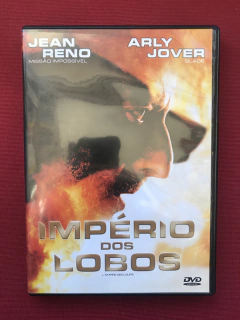 JEAN RENO
MISSÃO IMPOSSÍVEL
ARLY JOVER
BLADE
IMPÉRIO
DOS
LOBOS
DVD